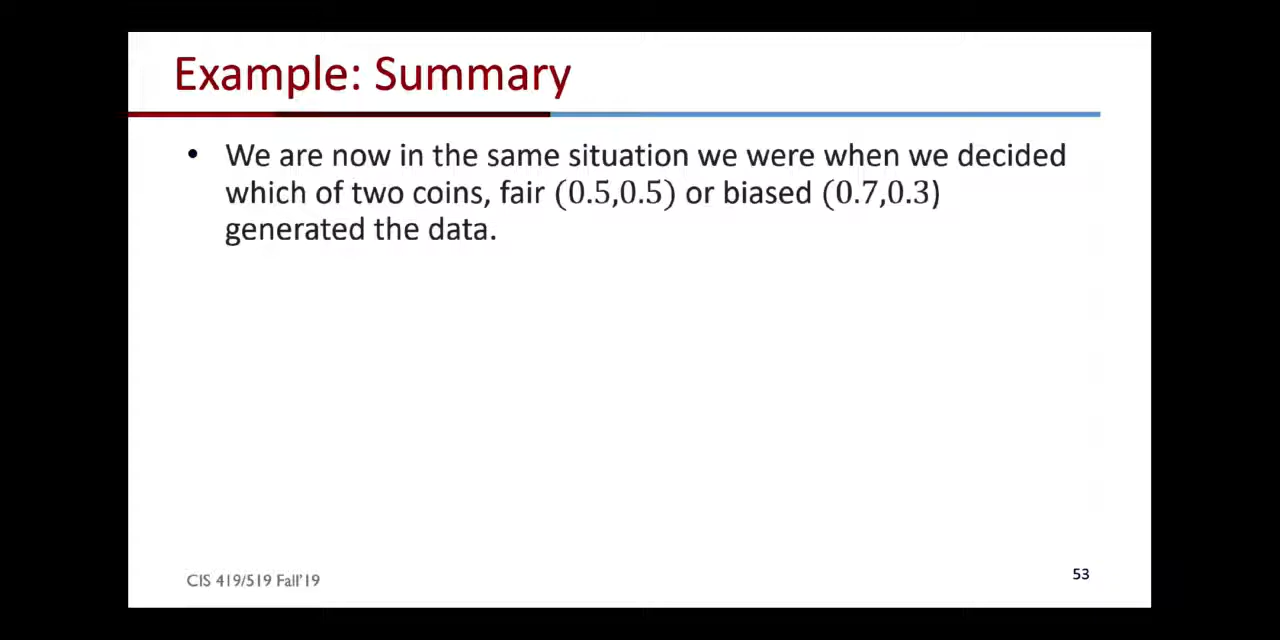 Example: Summary
• We are now in the same situation we were when we decided
which of two coins, fair (0.5,0.5) or biased (0.7,0.3)
generated the data.
CIS 419/519 Fall'19
53